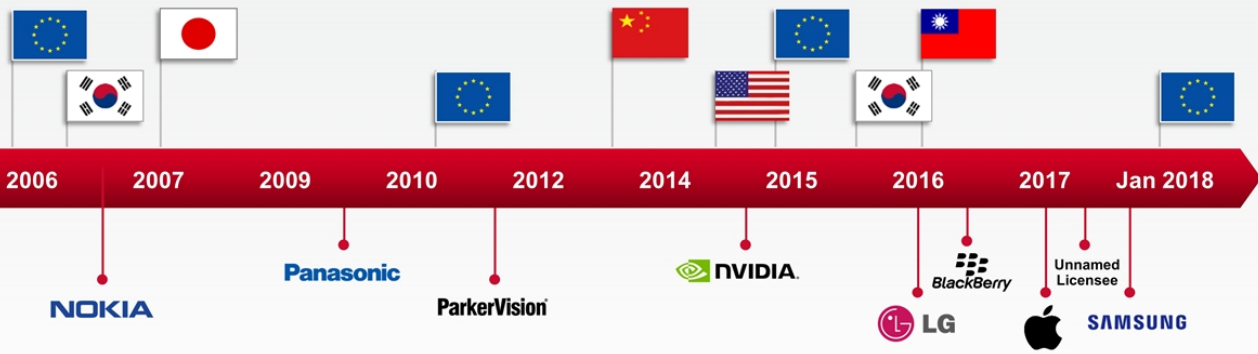 2006 2007 2009 2010 2012 2014 2015 2016 2017 Jan 2018
Panasonic
NVIDIA.
BlackBerry
Unnamed
Licensee
NOKIA
ParkerVision
LG LG
SAMSUNG